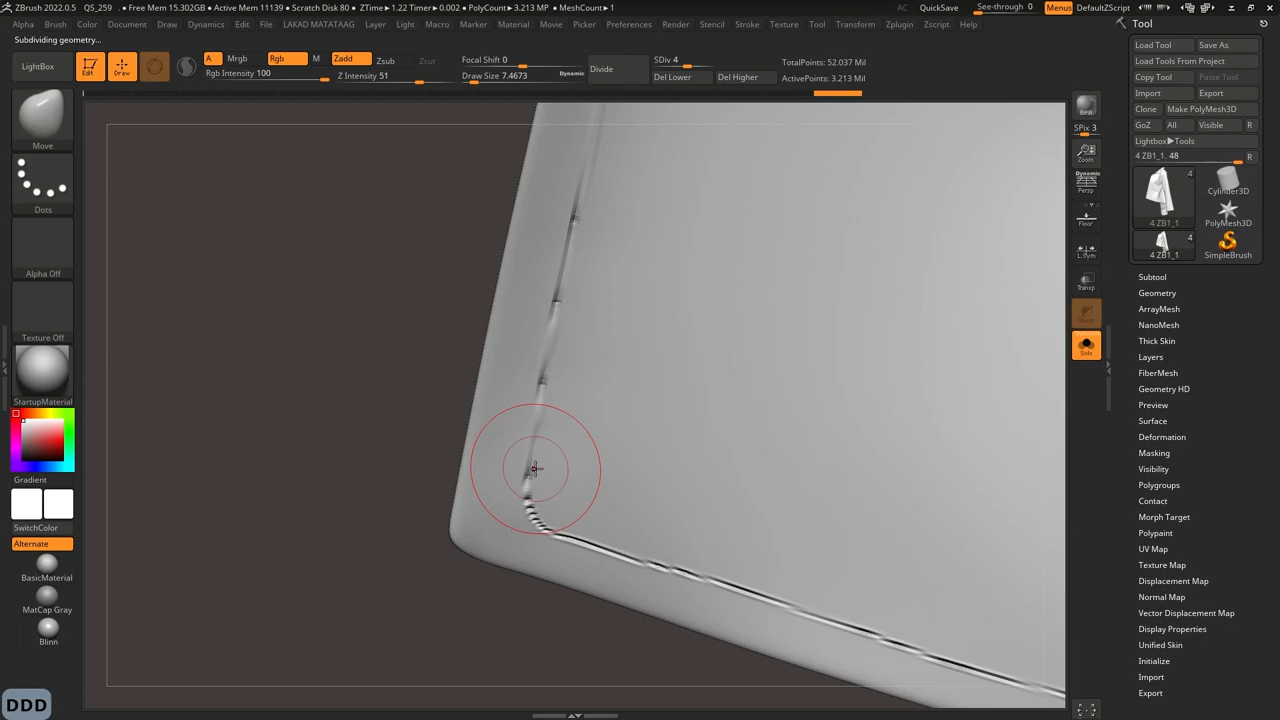 ZBrush 2022.0.5 QS_259 . • Free Mem 15.302GB • Active Mem 11139 • Scratch Disk 80 • ZTime▸1.22 Timer▸0.002 • PolyCount▸3.213 MP • MeshCount▸1 AC QuickSave See-through 0 Menus DefaultZScript
Alpha Brush Color Document Draw Dynamics Edit File Layer LAKAD MATATAAG Light Macro Marker Material Movie Picker Preferences Render Stencil Stroke Texture Tool Transform Zplugin Zscript Help
Subdividing geometry...
LightBox
Edit
Draw
A Mrgb Rgb M Zadd Zsub Zcut
Rgb Intensity 100 Z Intensity 51
Focal Shift 0
Draw Size 7.4673 Dynamic
Divide
SDiv 4
Del Lower Del Higher
TotalPoints: 52.037 Mil
ActivePoints: 3.213 Mil
Move
Dots
Alpha Off
Texture Off
StartupMaterial
Gradient
SwitchColor
Alternate
BasicMaterial
MatCap Gray
Blinn
DDD
BPR
SPix 3
Zoom
Dynamic
Persp
Floor
L.Sym
Transp
Solo
Tool
Load Tool Save As
Load Tools From Project
Copy Tool Paste Tool
Import Export
Clone Make PolyMesh3D
GoZ All Visible R
Lightbox▸Tools
4 ZB1_1. 48 R
4
4 ZB1_1
Cylinder3D
PolyMesh3D
4
4 ZB1_1
SimpleBrush
Subtool
Geometry
ArrayMesh
NanoMesh
Thick Skin
Layers
FiberMesh
Geometry HD
Preview
Surface
Deformation
Masking
Visibility
Polygroups
Contact
Morph Target
Polypaint
UV Map
Texture Map
Displacement Map
Normal Map
Vector Displacement Map
Display Properties
Unified Skin
Initialize
Import
Export